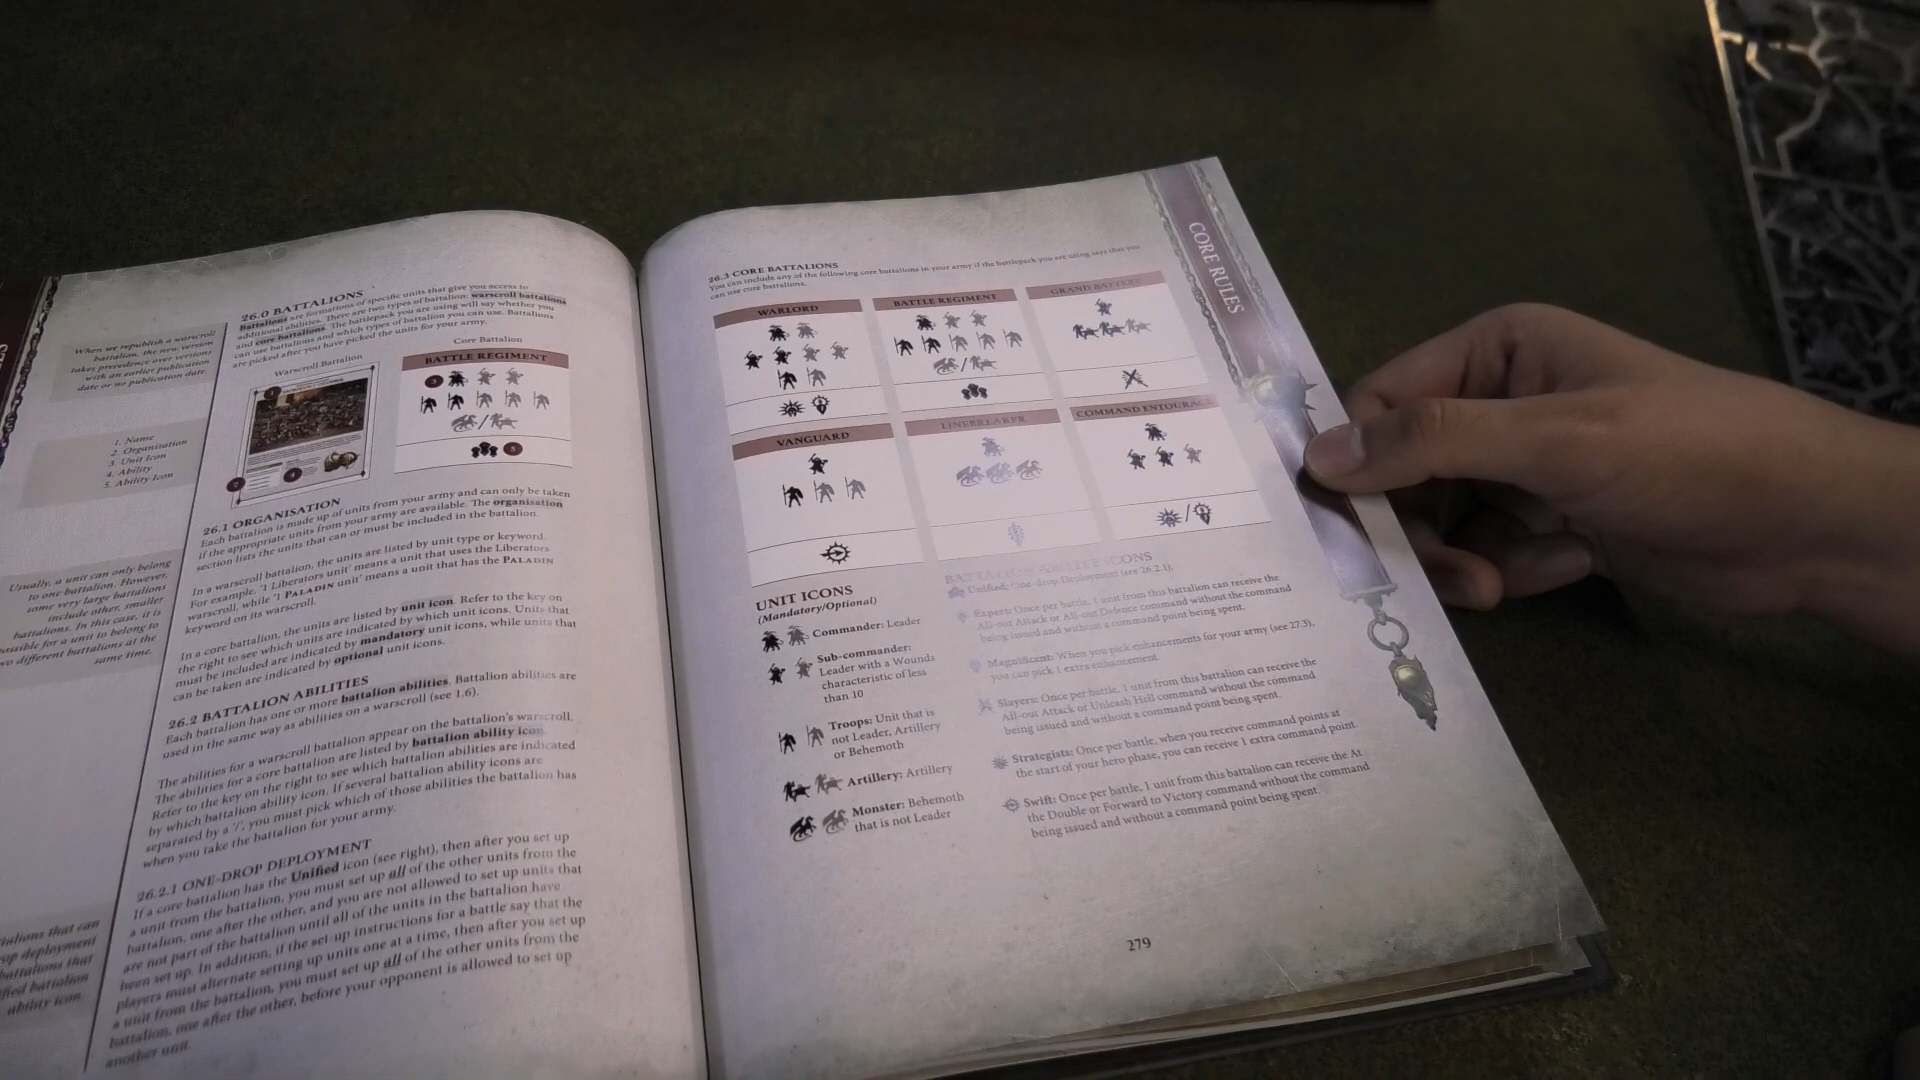 When we republish a warscroll
battalion, the new version
takes precedence over versions
with an earlier publication
date or no publication date.
1. Name
2. Organisation
3. Unit Icon
4. Ability
5. Ability Icon
Usually, a unit can only belong
to one battalion. However,
some very large battalions
include other, smaller
battalions. In this case, it is
possible for a unit to belong to
two different battalions at the
same time.
26.0 BATTALIONS
Battalions are formations of specific units that give you access to
additional abilities. There are two types of battalion: warscroll battalions
and core battalions. The battlepack you are using will say whether you
can use battalions and which types of battalion you can use. Battalions
are picked after you have picked the units for your army.
Warscroll Battalion
Core Battalion
BATTLE REGIMENT
26.1 ORGANISATION
Each battalion is made up of units from your army and can only be taken
if the appropriate units from your army are available. The organisation
section lists the units that can or must be included in the battalion.
In a warscroll battalion, the units are listed by unit type or keyword.
For example, '1 Liberators unit' means a unit that uses the Liberators
warscroll, while '1 PALADIN unit' means a unit that has the PALADIN
keyword on its warscroll.
In a core battalion, the units are listed by unit icon. Refer to the key on
the right to see which units are indicated by which unit icons. Units that
must be included are indicated by mandatory unit icons, while units that
can be taken are indicated by optional unit icons.
26.2 BATTALION ABILITIES
Each battalion has one or more battalion abilities. Battalion abilities are
used in the same way as abilities on a warscroll (see 1.6).
The abilities for a warscroll battalion appear on the battalion's warscroll.
The abilities for a core battalion are listed by battalion ability icon.
Refer to the key on the right to see which battalion abilities are indicated
by which battalion ability icon. If several battalion ability icons are
separated by a '/', you must pick which of those abilities the battalion has
when you take the battalion for your army.
26.2.1 ONE-DROP DEPLOYMENT
If a core battalion has the Unified icon (see right), then after you set up
a unit from the battalion, you must set up all of the other units from the
battalion, one after the other, and you are not allowed to set up units that
are not part of the battalion until all of the units in the battalion have
been set up. In addition, if the set-up instructions for a battle say that the
players must alternate setting up units one at a time, then after you set up
a unit from the battalion, you must set up all of the other units from the
battalion, one after the other, before your opponent is allowed to set up
another unit.
CORE RULES
26.3 CORE BATTALIONS
You can include any of the following core battalions in your army if the battlepack you are using says that you
can use core battalions.
WARLORD
BATTLE REGIMENT
GRAND BATTERY
VANGUARD
LINEBREAKER
COMMAND ENTOURAGE
UNIT ICONS
(Mandatory/Optional)
Commander: Leader
Sub-commander:
Leader with a Wounds
characteristic of less
than 10
Troops: Unit that is
not Leader, Artillery
or Behemoth
Artillery: Artillery
Monster: Behemoth
that is not Leader
BATTALION ABILITY ICONS
Unified: One-drop Deployment (see 26.2.1).
Expert: Once per battle, 1 unit from this battalion can receive the
All-out Attack or All-out Defence command without the command
being issued and without a command point being spent.
Magnificent: When you pick enhancements for your army (see 27.3),
you can pick 1 extra enhancement.
Slayers: Once per battle, 1 unit from this battalion can receive the
All-out Attack or Unleash Hell command without the command
being issued and without a command point being spent.
Strategists: Once per battle, when you receive command points at
the start of your hero phase, you can receive 1 extra command point.
Swift: Once per battle, 1 unit from this battalion can receive the At
the Double or Forward to Victory command without the command
being issued and without a command point being spent.
279